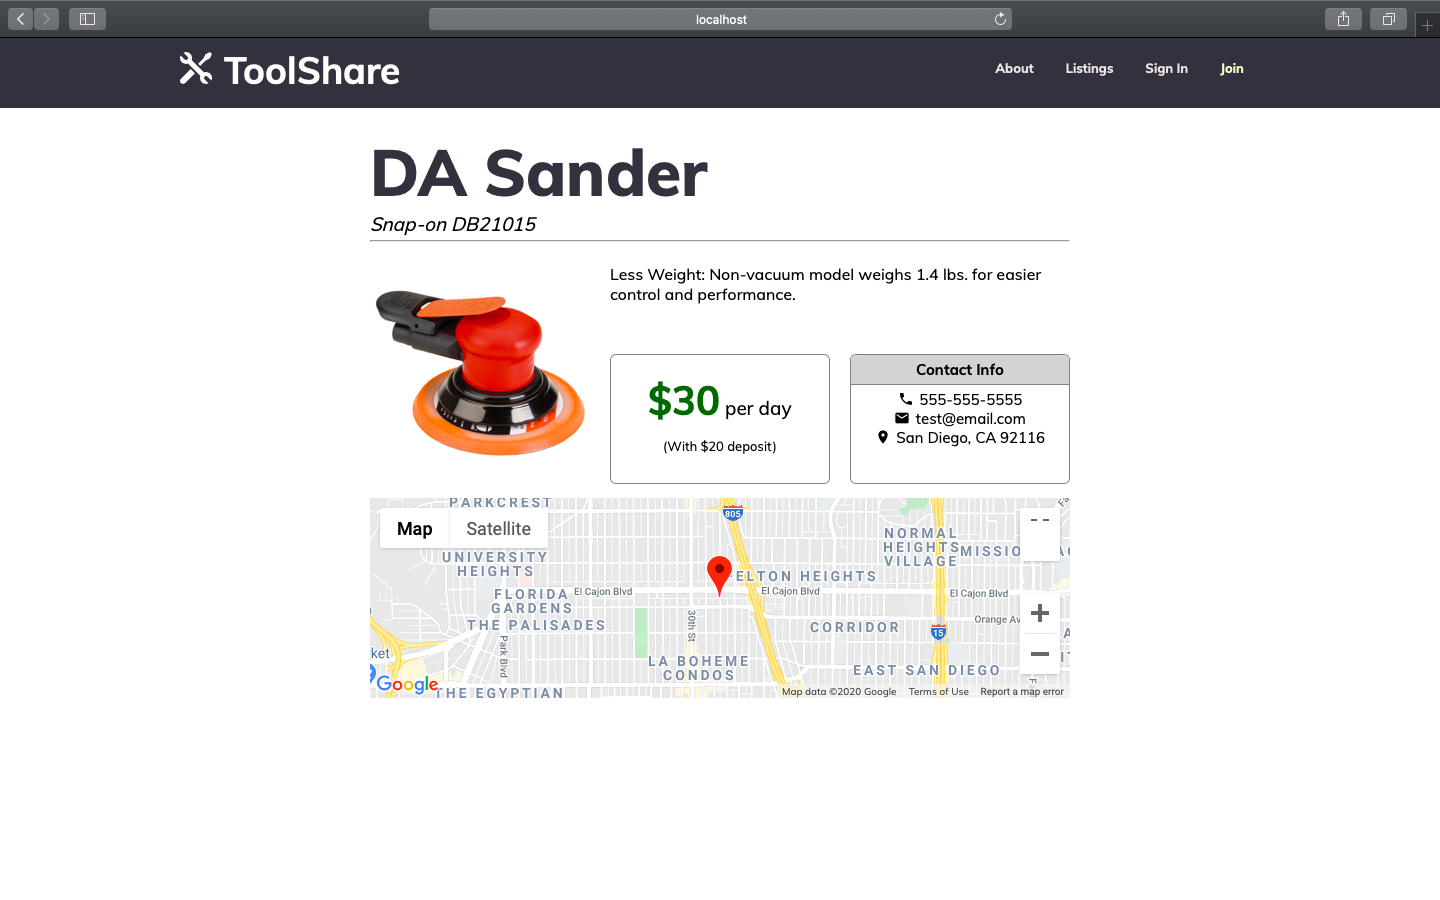 localhost
ToolShare
About
Listings
Sign In
Join
DA Sander
Snap-on DB21015
Less Weight: Non-vacuum model weighs 1.4 lbs. for easier
control and performance.
$30 per day
(With $20 deposit)
Contact Info
555-555-5555
test@email.com
San Diego, CA 92116
PARKCREST
Map
Satellite
805
NORMAL
HEIGHTS
VILLAGE
UNIVERSITY
HEIGHTS
ELTON HEIGHTS
El Cajon Blvd
El Cajon Blvd
El Cajon Blvd
FLORIDA
GARDENS
THE PALISADES
30th St
Orange Av
CORRIDOR
15
Park Blvd
ket
LA BOHEME
CONDOS
EAST SAN DIEGO
Google
THE EGYPTIAN
Map data ©2020 Google
Terms of Use
Report a map error